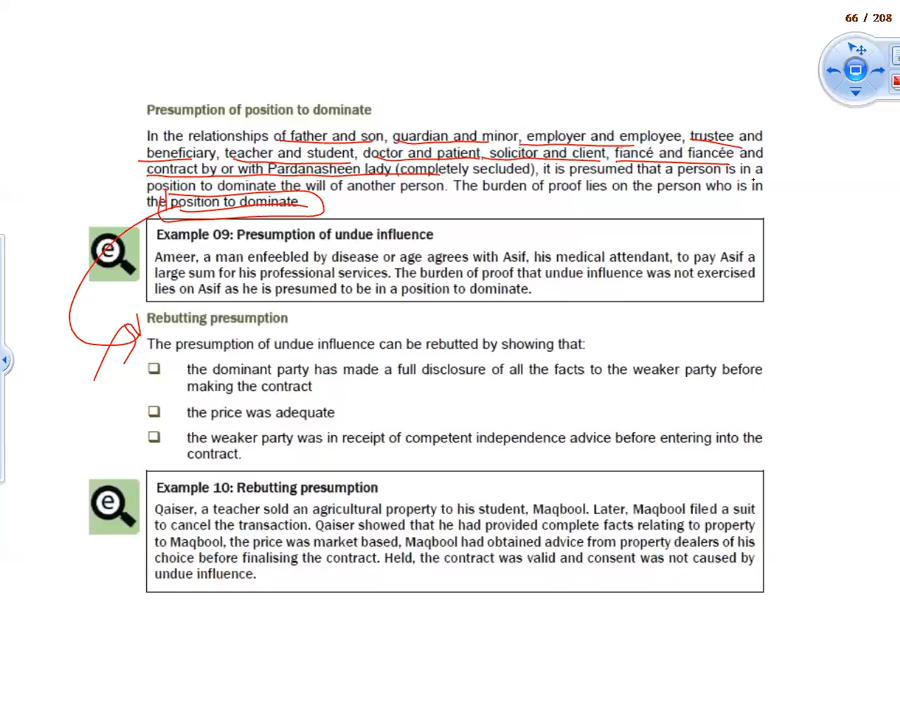 66 / 208
Presumption of position to dominate
In the relationships of father and son, guardian and minor, employer and employee, trustee and
beneficiary, teacher and student, doctor and patient, solicitor and client, fiancé and fiancée and
contract by or with Pardanasheen lady (completely secluded), it is presumed that a person is in a
position to dominate the will of another person. The burden of proof lies on the person who is in
the position to dominate.
Example 09: Presumption of undue influence
Ameer, a man enfeebled by disease or age agrees with Asif, his medical attendant, to pay Asif a
large sum for his professional services. The burden of proof that undue influence was not exercised
lies on Asif as he is presumed to be in a position to dominate.
Rebutting presumption
The presumption of undue influence can be rebutted by showing that:
the dominant party has made a full disclosure of all the facts to the weaker party before
making the contract
the price was adequate
the weaker party was in receipt of competent independence advice before entering into the
contract.
Example 10: Rebutting presumption
Qaiser, a teacher sold an agricultural property to his student, Maqbool. Later, Maqbool filed a suit
to cancel the transaction. Qaiser showed that he had provided complete facts relating to property
to Maqbool, the price was market based, Maqbool had obtained advice from property dealers of his
choice before finalising the contract. Held, the contract was valid and consent was not caused by
undue influence.